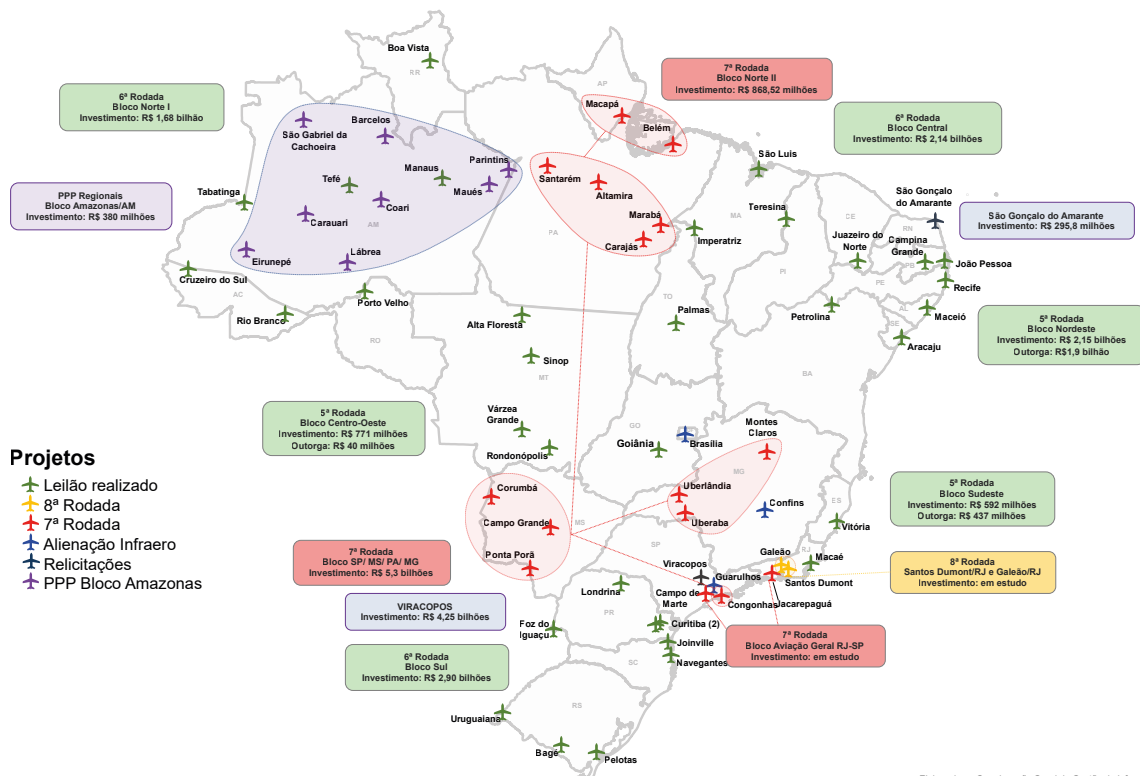 Boa Vista
RR
AP
7ª Rodada
Bloco Norte II
Investimento: R$ 868,52 milhões
6ª Rodada
Bloco Norte I
Investimento: R$ 1,68 bilhão
Macapá
Belém
6ª Rodada
Bloco Central
Investimento: R$ 2,14 bilhões
Barcelos
São Gabriel da
Cachoeira
Manaus
Parintins
Tefé
Maués
Coari
Carauari
AM
Eirunepé
Lábrea
Tabatinga
PPP Regionais
Bloco Amazonas/AM
Investimento: R$ 380 milhões
Santarém
Altamira
Marabá
Carajás
PA
São Luis
Teresina
MA
Imperatriz
CE
São Gonçalo
do Amarante
RN
Juazeiro do
Norte
Campina
Grande
PB
João Pessoa
São Gonçalo do Amarante
Investimento: R$ 295,8 milhões
PI
PE
Recife
Cruzeiro do Sul
AC
Rio Branco
Porto Velho
RO
Alta Floresta
Sinop
MT
TO
Palmas
Petrolina
AL
Maceió
SE
Aracaju
BA
5ª Rodada
Bloco Nordeste
Investimento: R$ 2,15 bilhões
Outorga: R$1,9 bilhão
5ª Rodada
Bloco Centro-Oeste
Investimento: R$ 771 milhões
Outorga: R$ 40 milhões
Várzea
Grande
Rondonópolis
GO
Goiânia
Brasília
Montes
Claros
MG
Uberlândia
Uberaba
Confins
ES
Vitória
5ª Rodada
Bloco Sudeste
Investimento: R$ 592 milhões
Outorga: R$ 437 milhões
Projetos
Leilão realizado
8ª Rodada
7ª Rodada
Alienação Infraero
Relicitações
PPP Bloco Amazonas
Corumbá
Campo Grande
MS
Ponta Porã
SP
RJ
Galeão
Macaé
Santos Dumont
Jacarepaguá
8ª Rodada
Santos Dumont/RJ e Galeão/RJ
Investimento: em estudo
7ª Rodada
Bloco SP/ MS/ PA/ MG
Investimento: R$ 5,3 bilhões
Viracopos
Guarulhos
Campo de
Marte
Congonhas
Londrina
PR
VIRACOPOS
Investimento: R$ 4,25 bilhões
Foz do
Iguaçu
Curitiba (2)
Joinville
Navegantes
SC
7ª Rodada
Bloco Aviação Geral RJ-SP
Investimento: em estudo
6ª Rodada
Bloco Sul
Investimento: R$ 2,90 bilhões
RS
Uruguaiana
Bagé
Pelotas